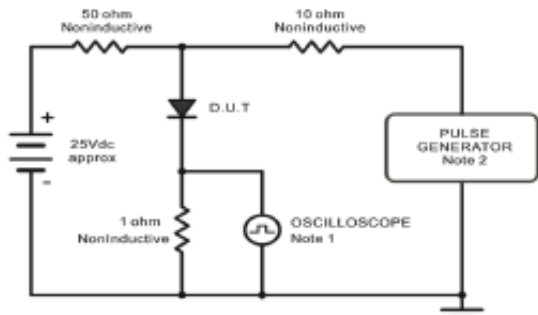 50 ohm
Noninductive
10 ohm
Noninductive
+
D.U.T
25Vdc
approx
-
PULSE
GENERATOR
Note 2
1 ohm
NonInductive
OSCILLOSCOPE
Note 1